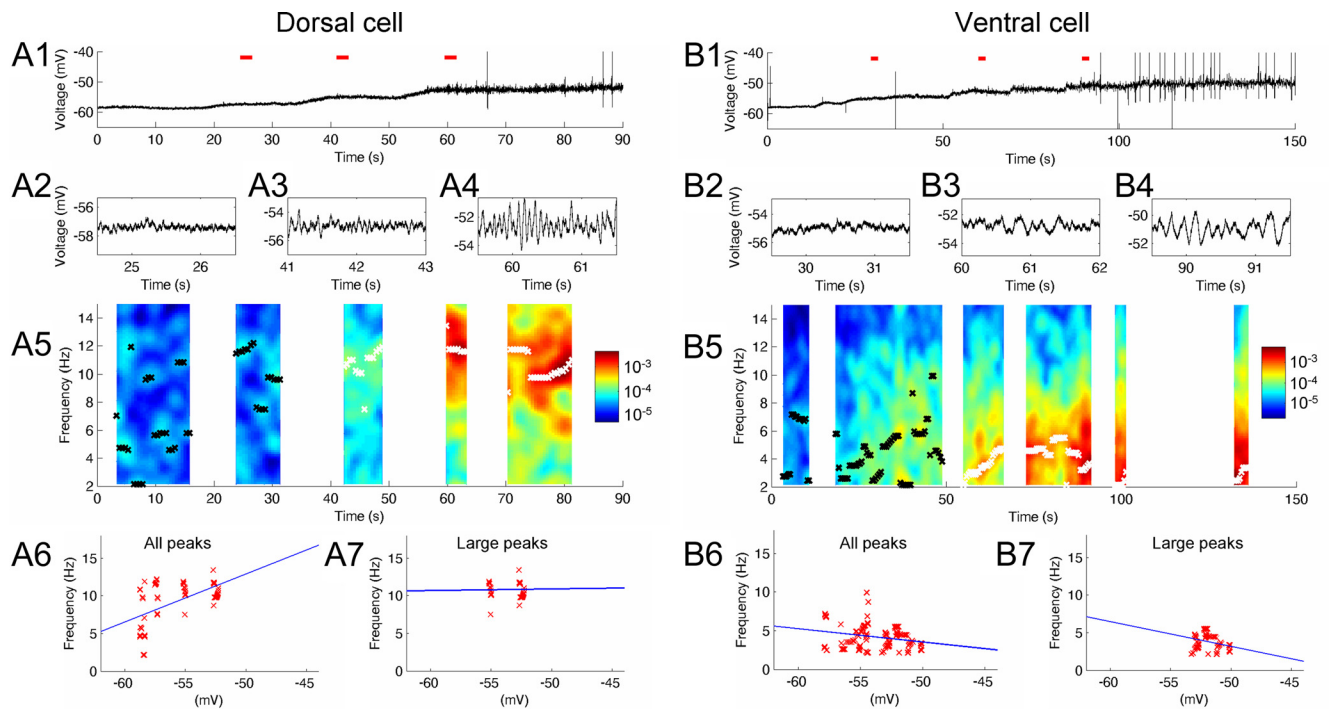 Dorsal cell
Ventral cell
A1
Voltage (mV)
-40
-50
-60
0 10 20 30 40 50 60 70 80 90
Time (s)
B1
Voltage (mV)
-40
-50
-60
0 50 100 150
Time (s)
A2
Voltage (mV)
-56
-58
25 26
Time (s)
A3
-54
-56
41 42 43
Time (s)
A4
-52
-54
60 61
Time (s)
B2
Voltage (mV)
-54
-56
30 31
Time (s)
B3
-52
-54
60 61 62
Time (s)
B4
-50
-52
90 91
Time (s)
A5
Frequency (Hz)
14
12
10
8
6
4
2
0 10 20 30 40 50 60 70 80 90
Time (s)
10-3
10-4
10-5
B5
Frequency (Hz)
14
12
10
8
6
4
2
0 50 100 150
Time (s)
10-3
10-4
10-5
A6
All peaks
Frequency (Hz)
15
10
5
0
-60 -55 -50 -45
(mV)
A7
Large peaks
Frequency (Hz)
15
10
5
0
-60 -55 -50 -45
(mV)
B6
All peaks
Frequency (Hz)
15
10
5
0
-60 -55 -50 -45
(mV)
B7
Large peaks
Frequency (Hz)
15
10
5
0
-60 -55 -50 -45
(mV)